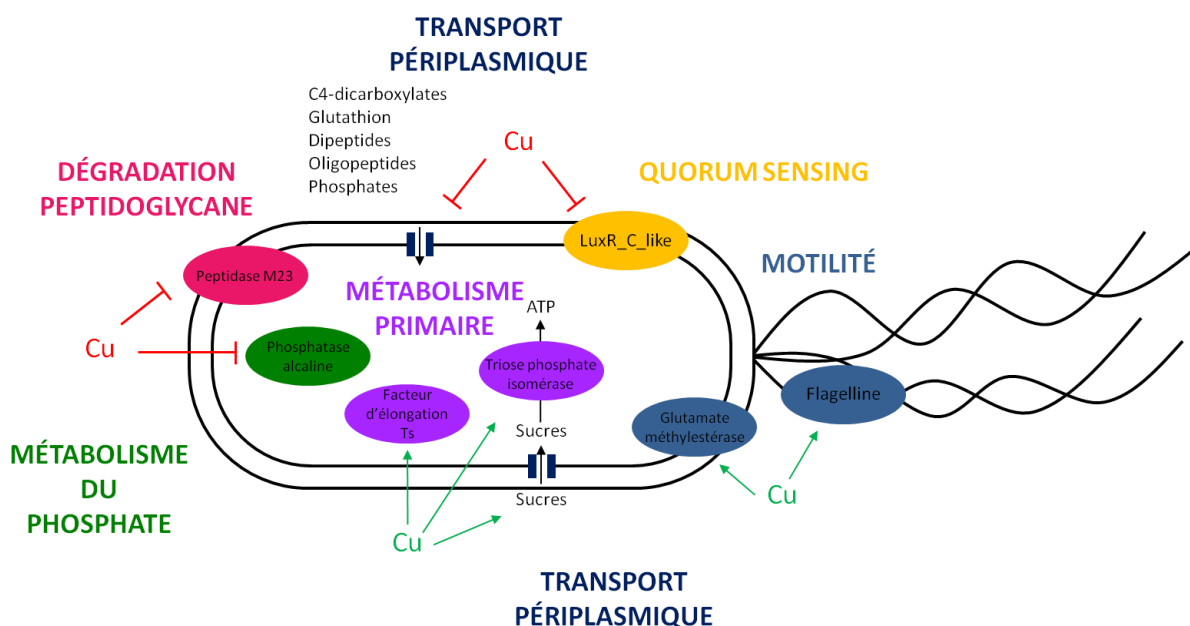 TRANSPORT
PÉRIPLASMIQUE
C4-dicarboxylates
Glutathion
Dipeptides
Oligopeptides
Phosphates
Cu
DÉGRADATION
PEPTIDOGLYCANE
QUORUM SENSING
LuxR_C_like
Peptidase M23
MOTILITÉ
MÉTABOLISME
PRIMAIRE
ATP
Cu
Phosphatase
alcaline
Triose phosphate
isomérase
Facteur
d'élongation
Ts
Flagelline
Glutamate
méthylestérase
Sucres
MÉTABOLISME
DU
PHOSPHATE
Sucres
Cu
Cu
TRANSPORT
PÉRIPLASMIQUE